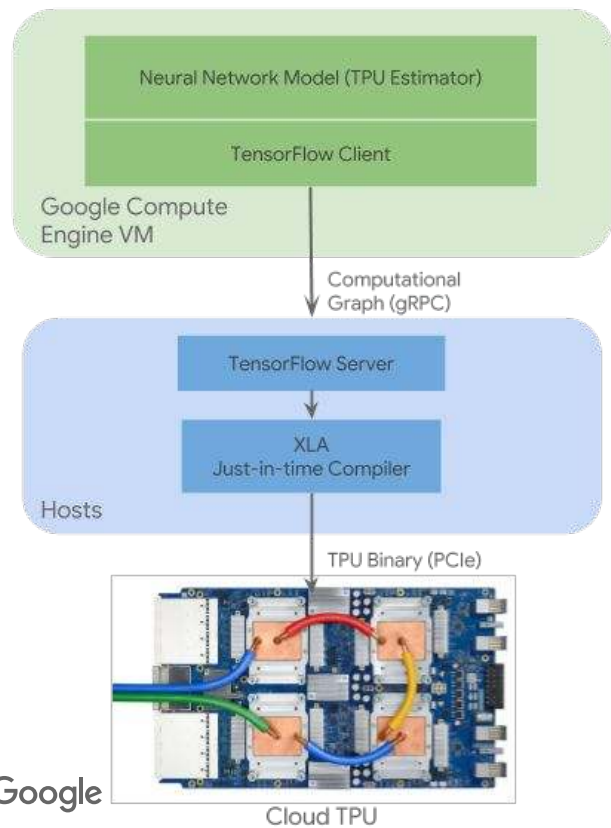 Neural Network Model (TPU Estimator)
TensorFlow Client
Google Compute
Engine VM
Computational
Graph (gRPC)
TensorFlow Server
XLA
Just-in-time Compiler
Hosts
TPU Binary (PCIe)
Google
Cloud TPU